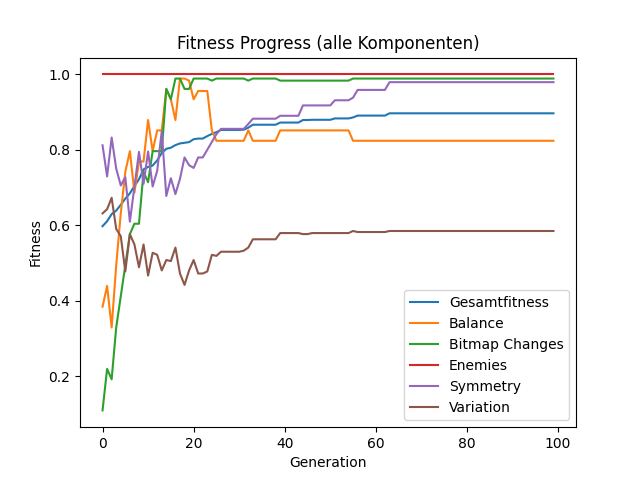 Fitness Progress (alle Komponenten)
1.0
0.8
0.6
0.4
0.2
Fitness
0 20 40 60 80 100
Generation
Gesamtfitness
Balance
Bitmap Changes
Enemies
Symmetry
Variation